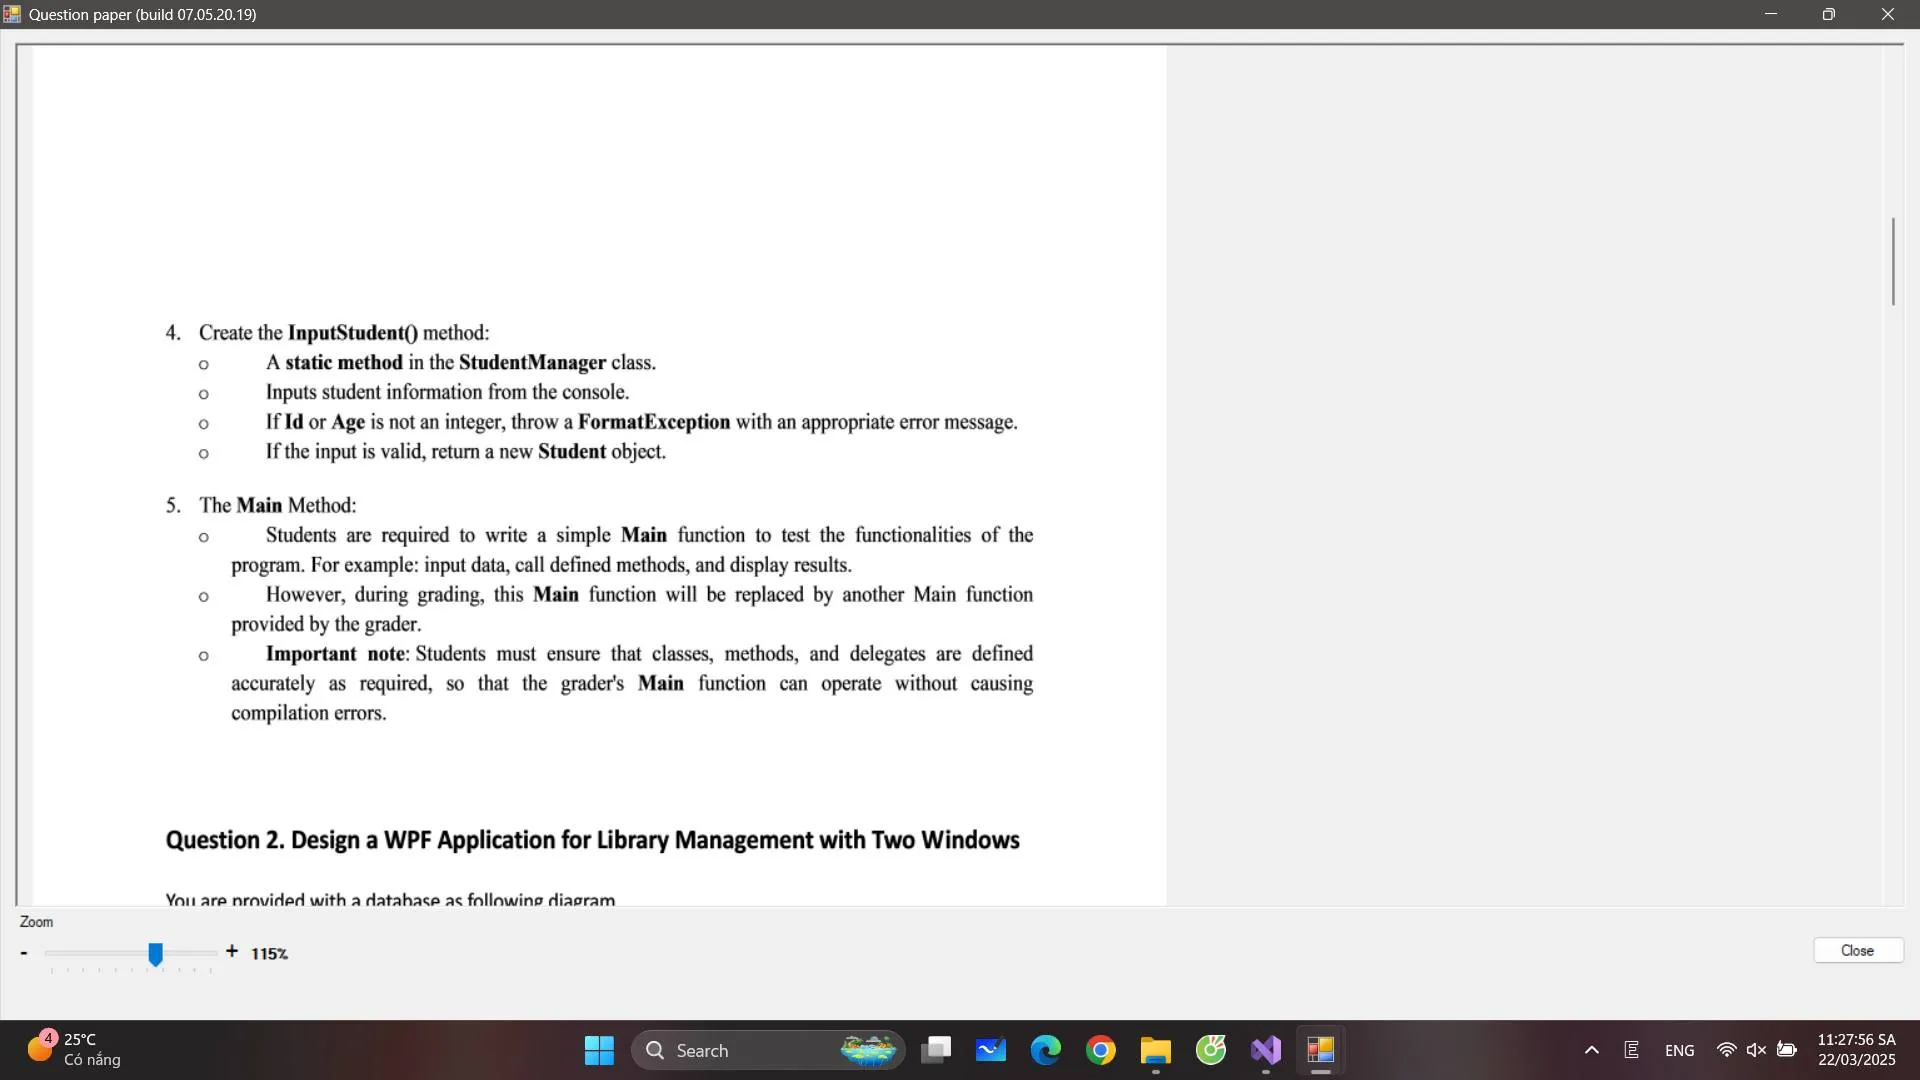 Question paper (build 07.05.20.19)
4. Create the InputStudent() method:
o A static method in the StudentManager class.
o Inputs student information from the console.
o If Id or Age is not an integer, throw a FormatException with an appropriate error message.
o If the input is valid, return a new Student object.
5. The Main Method:
o Students are required to write a simple Main function to test the functionalities of the
program. For example: input data, call defined methods, and display results.
o However, during grading, this Main function will be replaced by another Main function
provided by the grader.
o Important note: Students must ensure that classes, methods, and delegates are defined
accurately as required, so that the grader's Main function can operate without causing
compilation errors.
Question 2. Design a WPF Application for Library Management with Two Windows
You are provided with a database as following diagram
Zoom
- + 115%
Close
4
25°C
Có nắng
Search
E
ENG
11:27:56 SA
22/03/2025